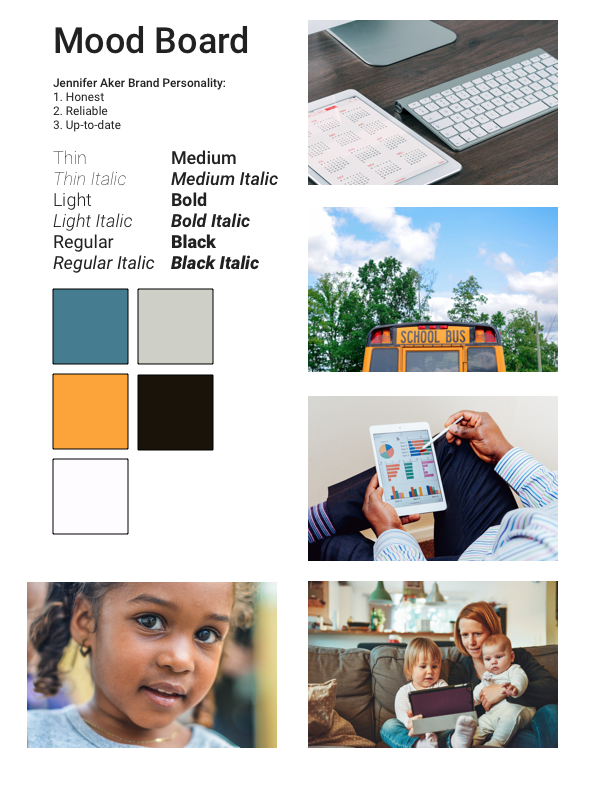 Mood Board
Jennifer Aker Brand Personality:
1. Honest
2. Reliable
3. Up-to-date
Thin
Thin Italic
Light
Light Italic
Regular
Regular Italic
Medium
Medium Italic
Bold
Bold Italic
Black
Black Italic
SCHOOL BUS